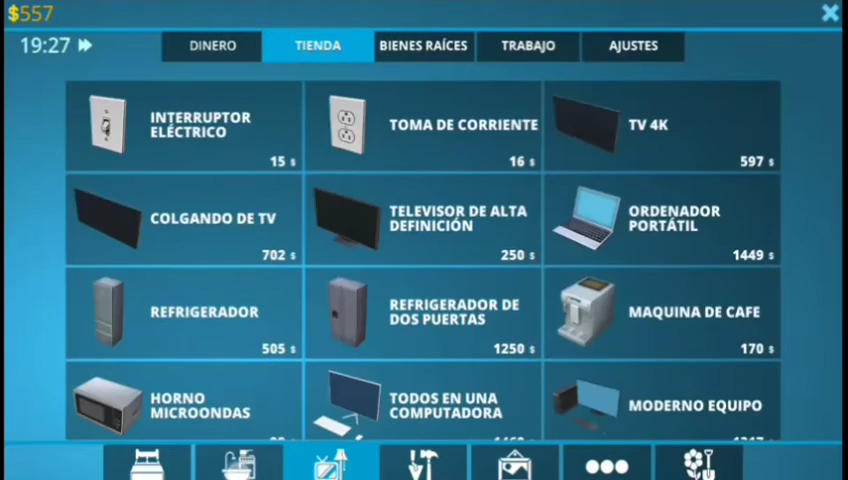 $557
19:27
DINERO
TIENDA
BIENES RAÍCES
TRABAJO
AJUSTES
INTERRUPTOR
ELÉCTRICO
15 $
TOMA DE CORRIENTE
16 $
TV 4K
597 $
COLGANDO DE TV
702 $
TELEVISOR DE ALTA
DEFINICIÓN
250 $
ORDENADOR
PORTÁTIL
1449 $
REFRIGERADOR
505 $
REFRIGERADOR DE
DOS PUERTAS
1250 $
MAQUINA DE CAFE
170 $
HORNO
MICROONDAS
TODOS EN UNA
COMPUTADORA
MODERNO EQUIPO